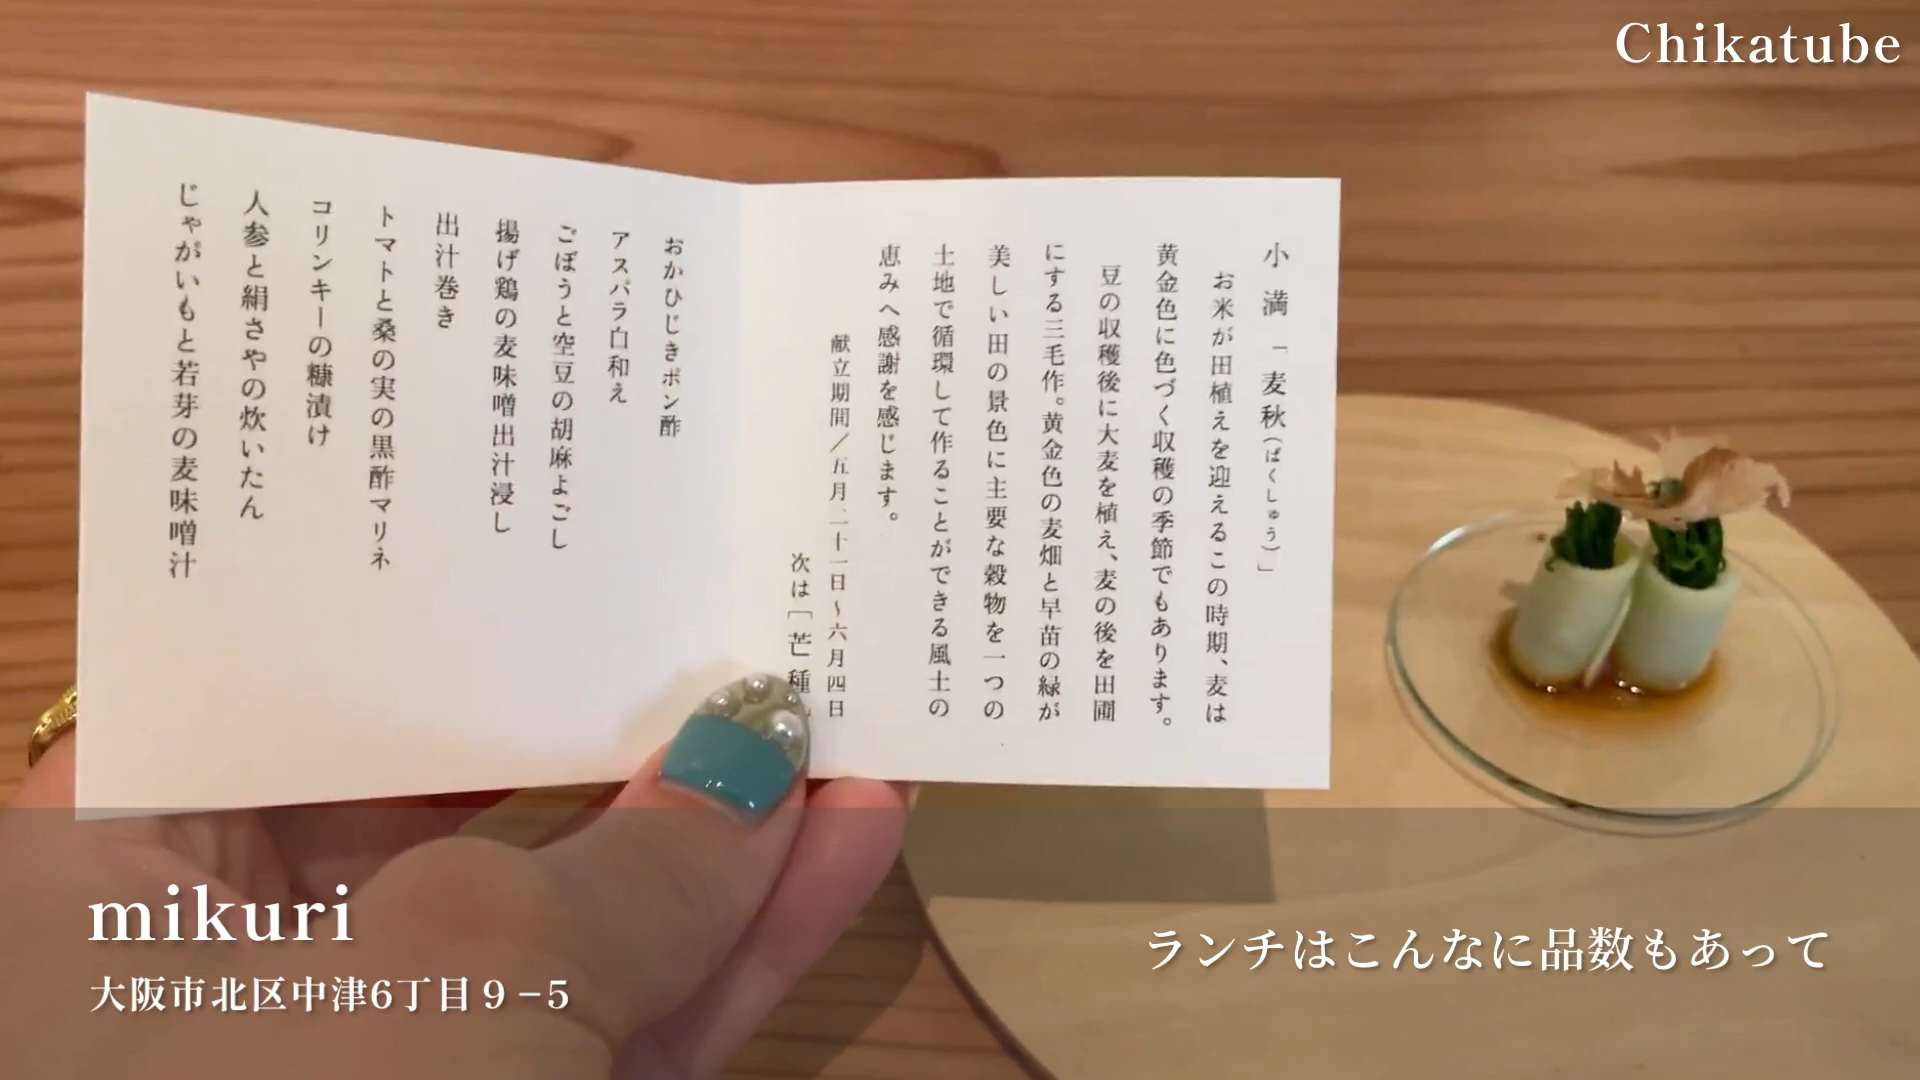 Chikatube
小満「麦秋(ばくしゅう)」
お米が田植えを迎えるこの時期、麦は
黄金色に色づく収穫の季節でもあります。
豆の収穫後に大麦を植え、麦の後を田圃
にする三毛作。黄金色の麦畑と早苗の緑が
美しい田の景色に主要な穀物を一つの
土地で循環して作ることができる風土の
恵みへ感謝を感じます。
献立期間／五月二十一日〜六月四日
次は［芒種
おかひじきポン酢
アスパラ白和え
ごぼうと空豆の胡麻よごし
揚げ鶏の麦味噌出汁浸し
出汁巻き
トマトと桑の実の黒酢マリネ
コリンキーの糠漬け
人参と絹さやの炊いたん
じゃがいもと若芽の麦味噌汁
mikuri
大阪市北区中津6丁目９−5
ランチはこんなに品数もあって